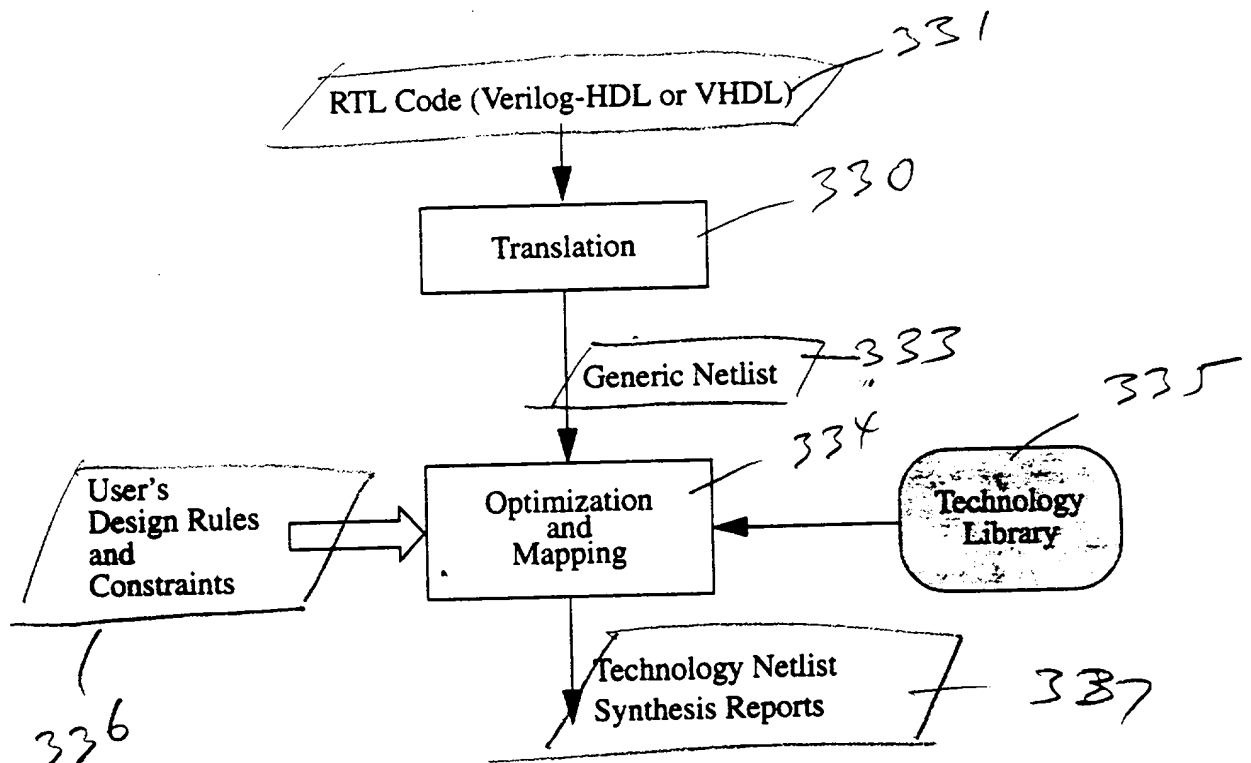 331
RTL Code (Verilog-HDL or VHDL)
330
Translation
333
Generic Netlist
335
334
User's
Design Rules
and
Constraints
Optimization
and
Mapping
Technology
Library
Technology Netlist
Synthesis Reports
337
336